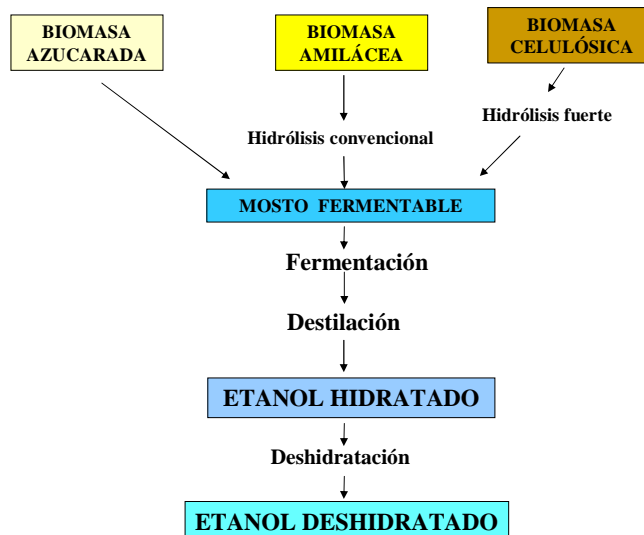 BIOMASA
AZUCARADA
BIOMASA
AMILÁCEA
BIOMASA
CELULÓSICA
Hidrólisis convencional
Hidrólisis fuerte
MOSTO FERMENTABLE
Fermentación
Destilación
ETANOL HIDRATADO
Deshidratación
ETANOL DESHIDRATADO